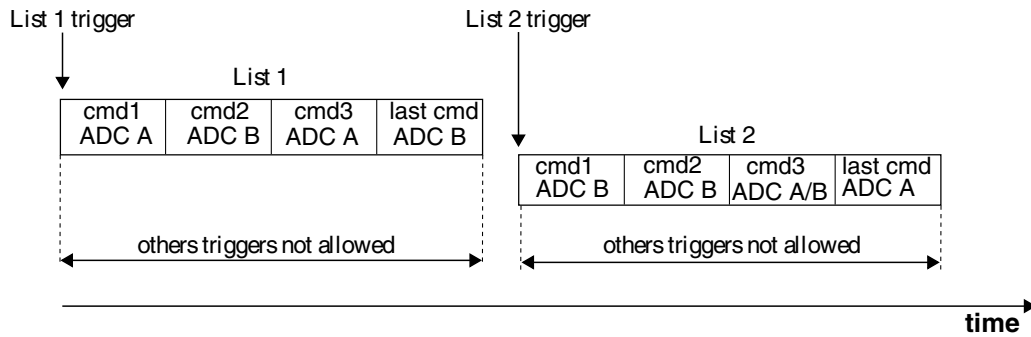 List 1 trigger
List 2 trigger
List 1
cmd1 cmd2 cmd3 last cmd
ADC A ADC B ADC A ADC B
List 2
cmd1 cmd2 cmd3 last cmd
ADC B ADC B ADC A/B ADC A
others triggers not allowed
others triggers not allowed
time